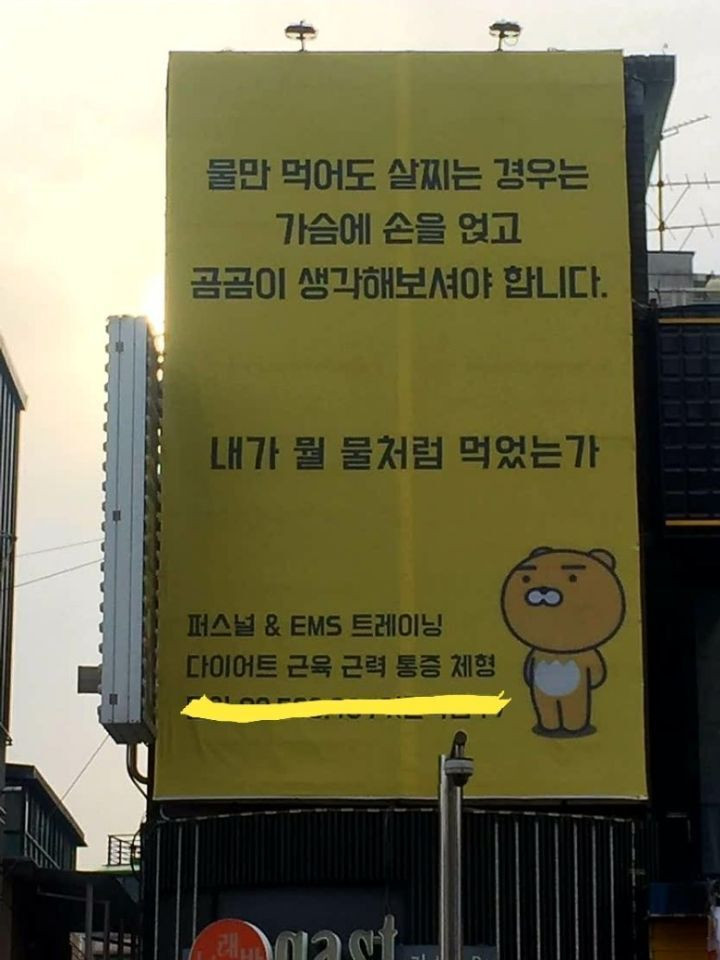 물만 먹어도 살찌는 경우는
가슴에 손을 얹고
곰곰이 생각해보셔야 합니다.
내가 뭘 물처럼 먹었는가
퍼스널 & EMS 트레이닝
다이어트 근육 근력 통증 체형
래
gast